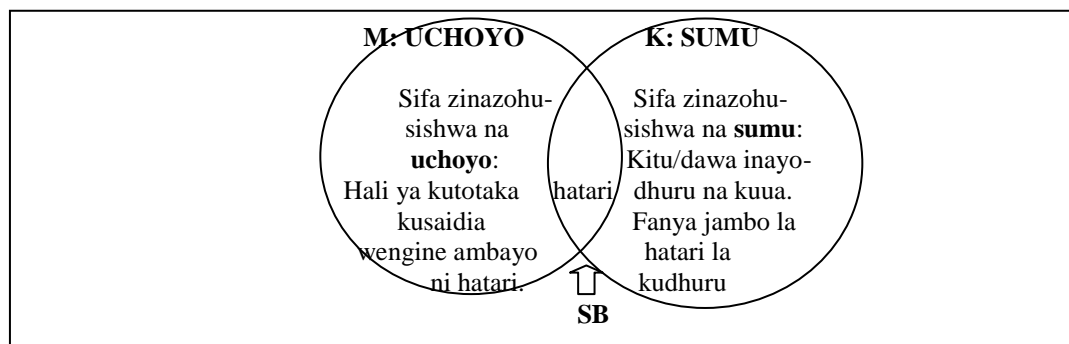 M: UCHOYO
Sifa zinazohu-
sishwa na
uchoyo:
Hali ya kutotaka
kusaidia
wengine ambayo
ni hatari.
hatari
K: SUMU
Sifa zinazohu-
sishwa na sumu:
Kitu/dawa inayo-
dhuru na kuua.
Fanya jambo la
hatari la
kudhuru
SB